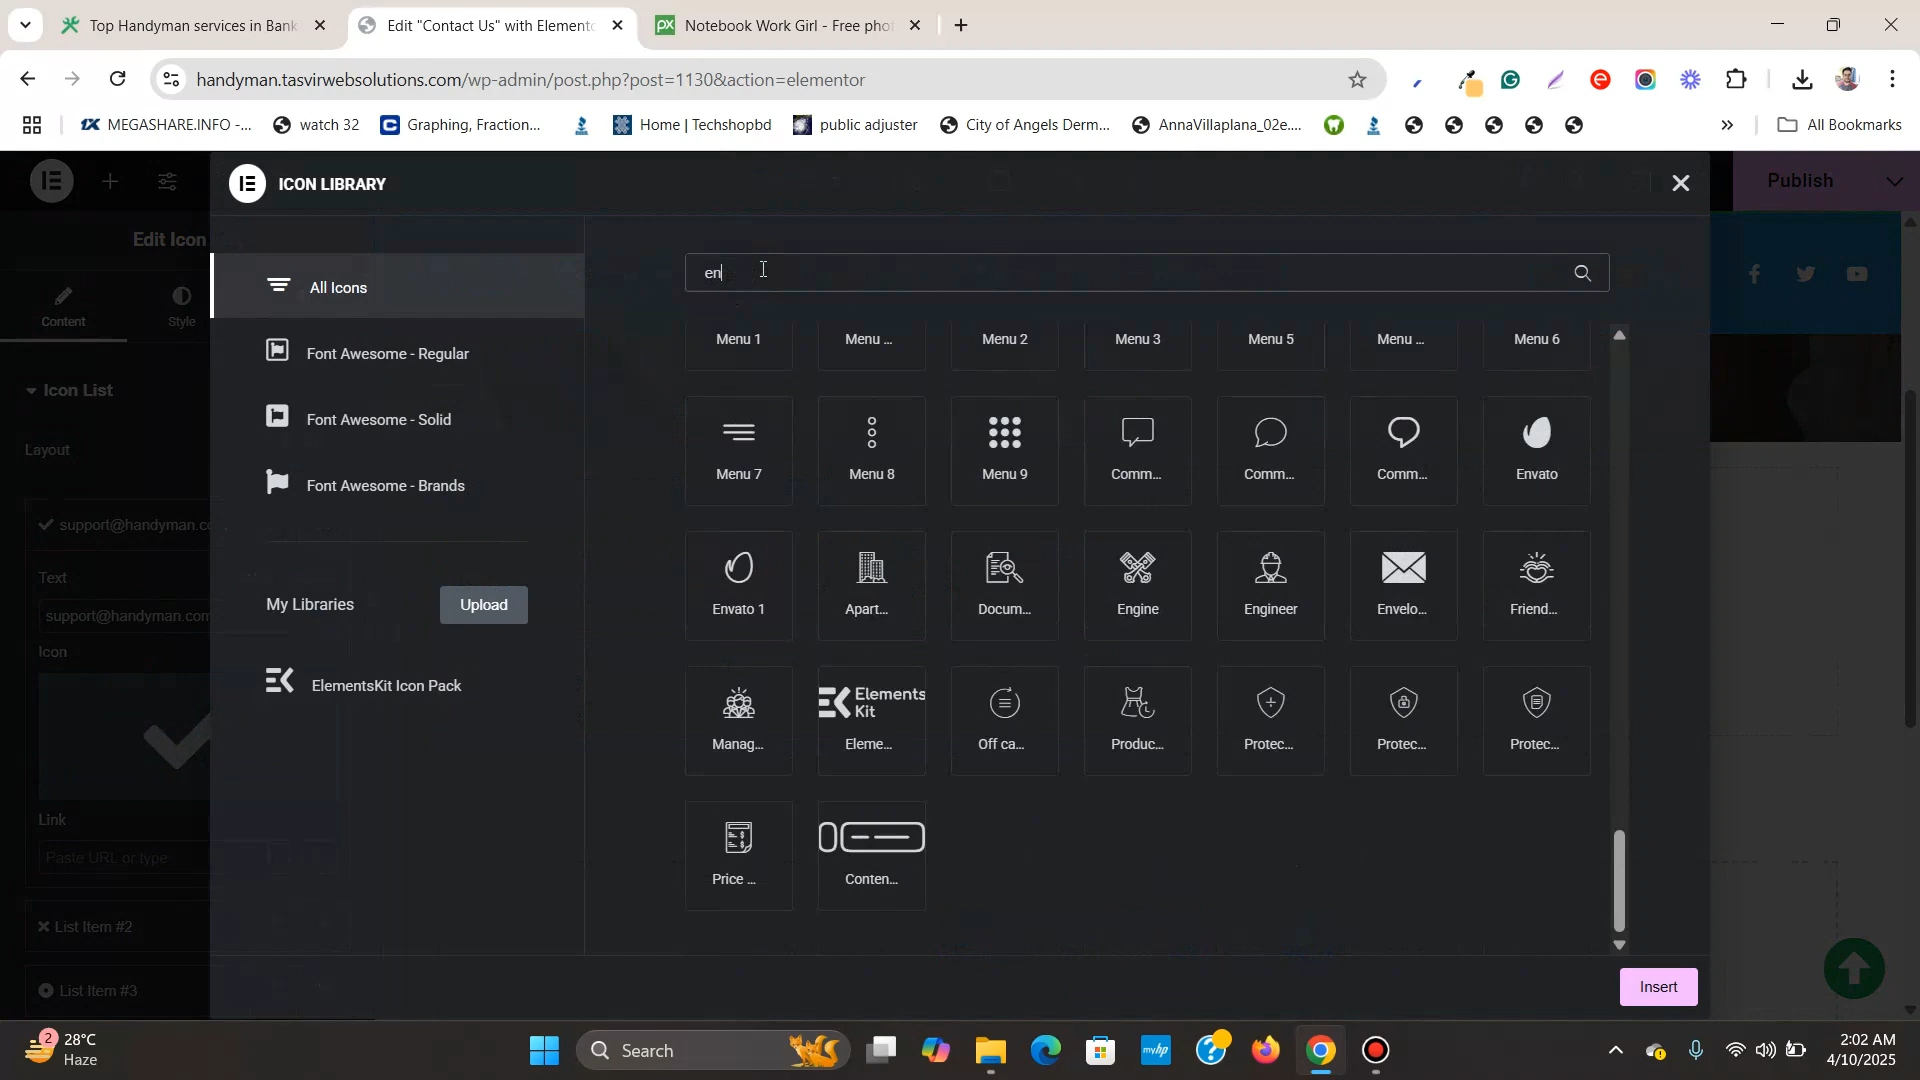 Top Handyman services in Bank
Edit "Contact Us" with Elemento
Notebook Work Girl - Free phot
handyman.tasvirwebsolutions.com/wp-admin/post.php?post=1130&action=elementor
MEGASHARE.INFO -...
watch 32
Graphing, Fraction...
Home | Techshopbd
public adjuster
City of Angels Derm...
AnnaVillaplana_02e....
All Bookmarks
ICON LIBRARY
Publish
Edit Icon
en
All Icons
Content
Style
Menu 1
Menu ...
Menu 2
Menu 3
Menu 5
Menu ...
Menu 6
Font Awesome - Regular
Icon List
Font Awesome - Solid
Layout
Menu 7
Menu 8
Menu 9
Comm...
Comm...
Comm...
Envato
Font Awesome - Brands
support@handyman.co
Text
My Libraries
Upload
support@handyman.com
Envato 1
Apart...
Docum...
Engine
Engineer
Envelo...
Friend...
Icon
ElementsKit Icon Pack
Elements
Kit
Manag...
Eleme...
Off ca...
Produc...
Protec...
Protec...
Protec...
Link
Paste URL or type
Price ...
Conten...
List Item #2
List Item #3
Insert
2
28°C
Haze
Search
2:02 AM
4/10/2025